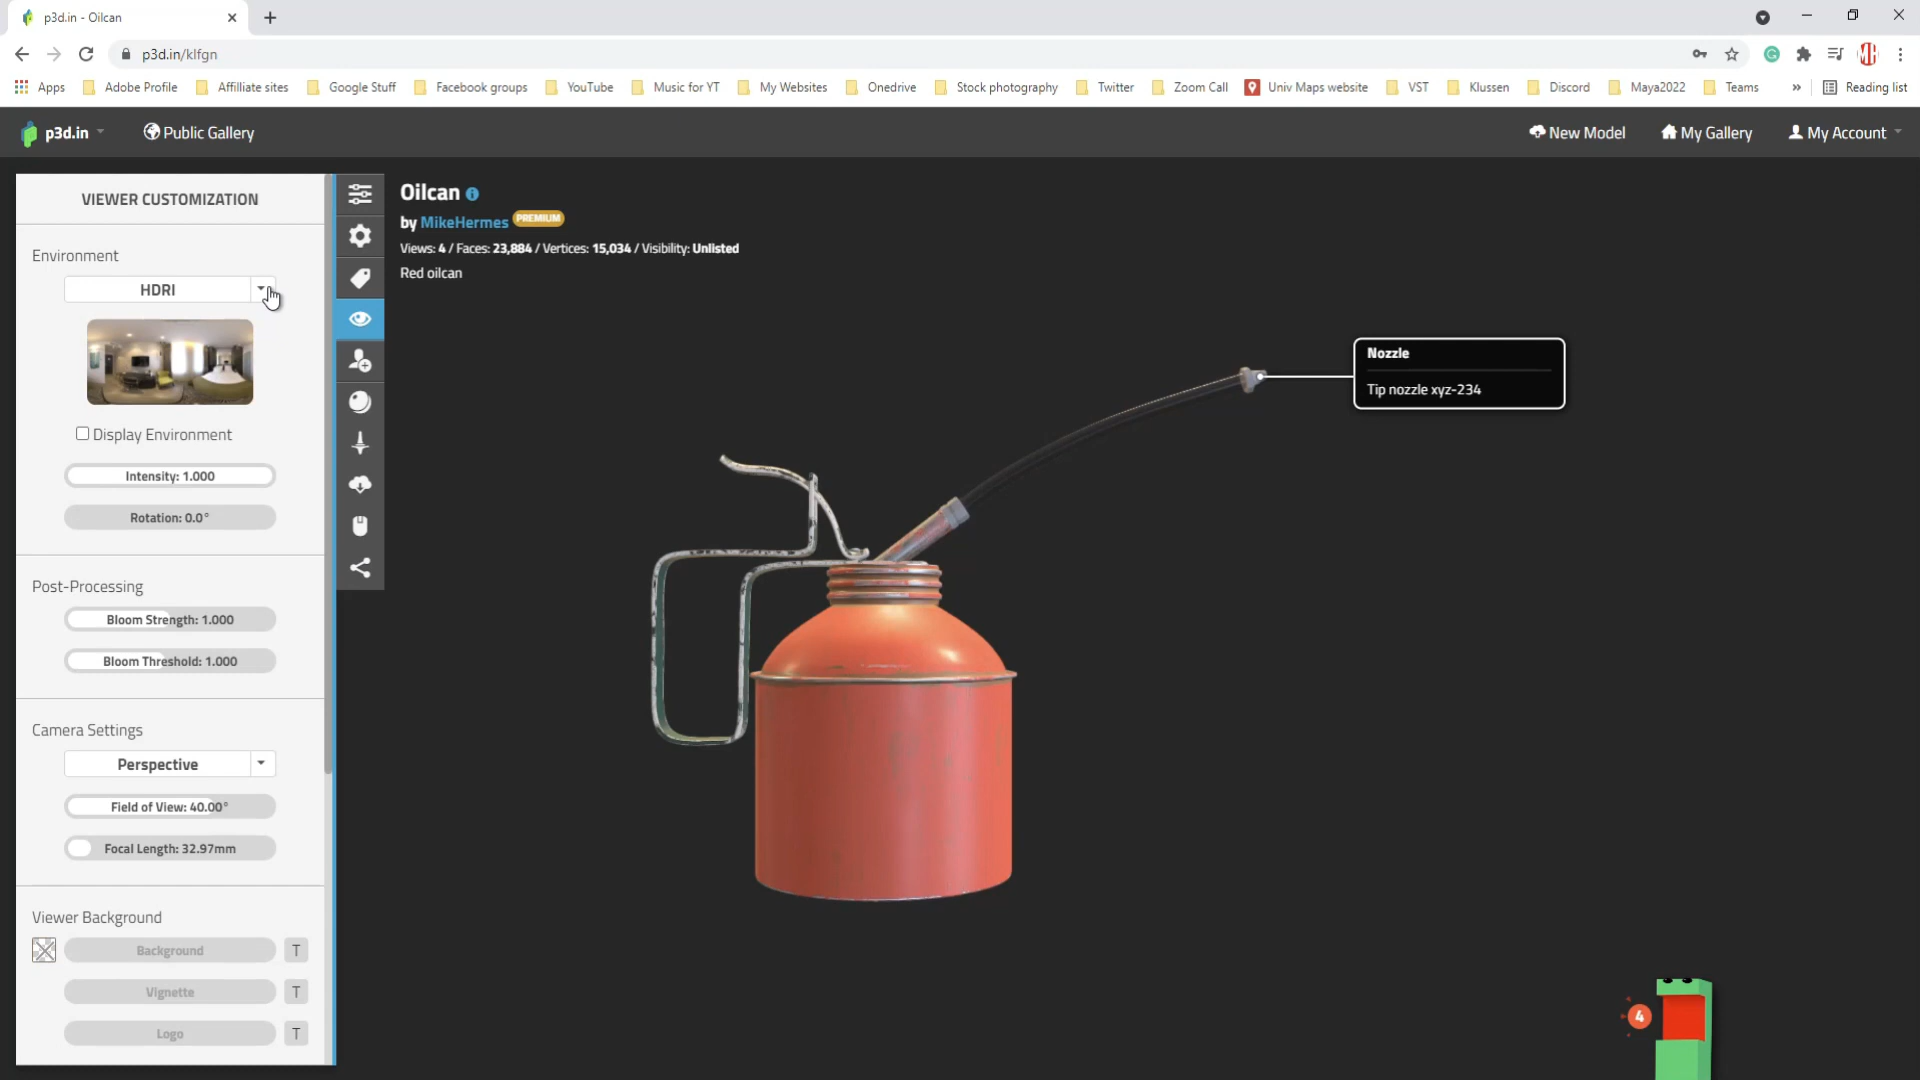 p3d.in - Oilcan
p3d.in/klfgn
Apps Adobe Profile Affilliate sites Google Stuff Facebook groups YouTube Music for YT My Websites Onedrive Stock photography Twitter Zoom Call Univ Maps website VST Klussen Discord Maya2022 Teams » Reading list
p3d.in Public Gallery New Model My Gallery My Account
VIEWER CUSTOMIZATION
Environment
HDRI
Display Environment
Intensity: 1.000
Rotation: 0.0°
Post-Processing
Bloom Strength: 1.000
Bloom Threshold: 1.000
Camera Settings
Perspective
Field of View: 40.00°
Focal Length: 32.97mm
Viewer Background
Background T
Vignette T
Logo T
Oilcan
by MikeHermes PREMIUM
Views: 4 / Faces: 23,884 / Vertices: 15,034 / Visibility: Unlisted
Red oilcan
Nozzle
Tip nozzle xyz-234
4